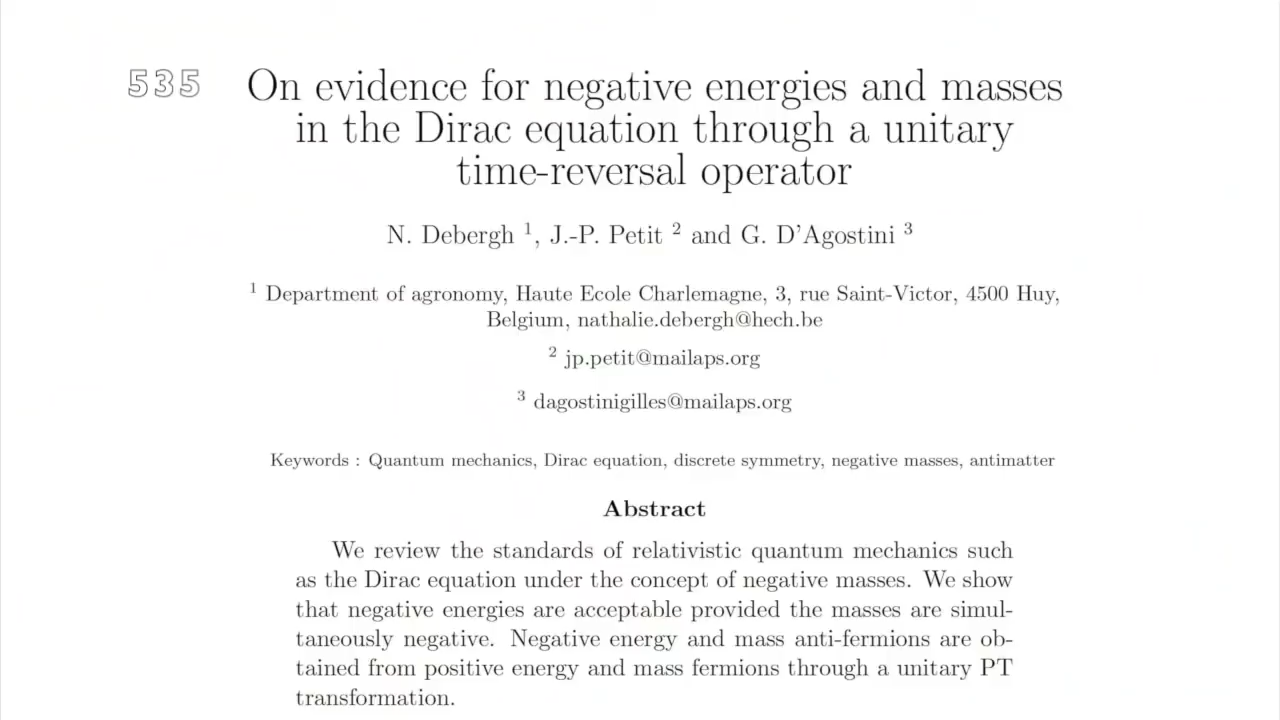 535
On evidence for negative energies and masses
in the Dirac equation through a unitary
time-reversal operator
N. Debergh ¹, J.-P. Petit ² and G. D'Agostini ³
¹ Department of agronomy, Haute Ecole Charlemagne, 3, rue Saint-Victor, 4500 Huy,
Belgium, nathalie.debergh@hech.be
² jp.petit@mailaps.org
³ dagostinigilles@mailaps.org
Keywords : Quantum mechanics, Dirac equation, discrete symmetry, negative masses, antimatter
Abstract
We review the standards of relativistic quantum mechanics such
as the Dirac equation under the concept of negative masses. We show
that negative energies are acceptable provided the masses are simul-
taneously negative. Negative energy and mass anti-fermions are ob-
tained from positive energy and mass fermions through a unitary PT
transformation.